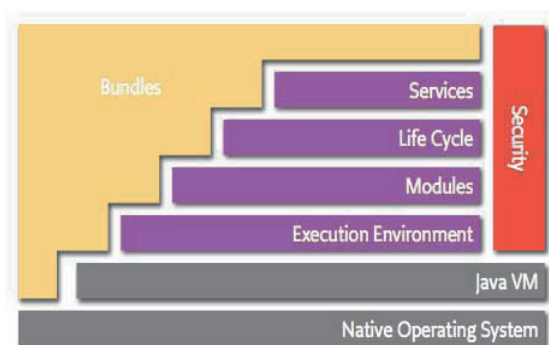 Bundles
Services
Life Cycle
Modules
Execution Environment
Security
Java VM
Native Operating System